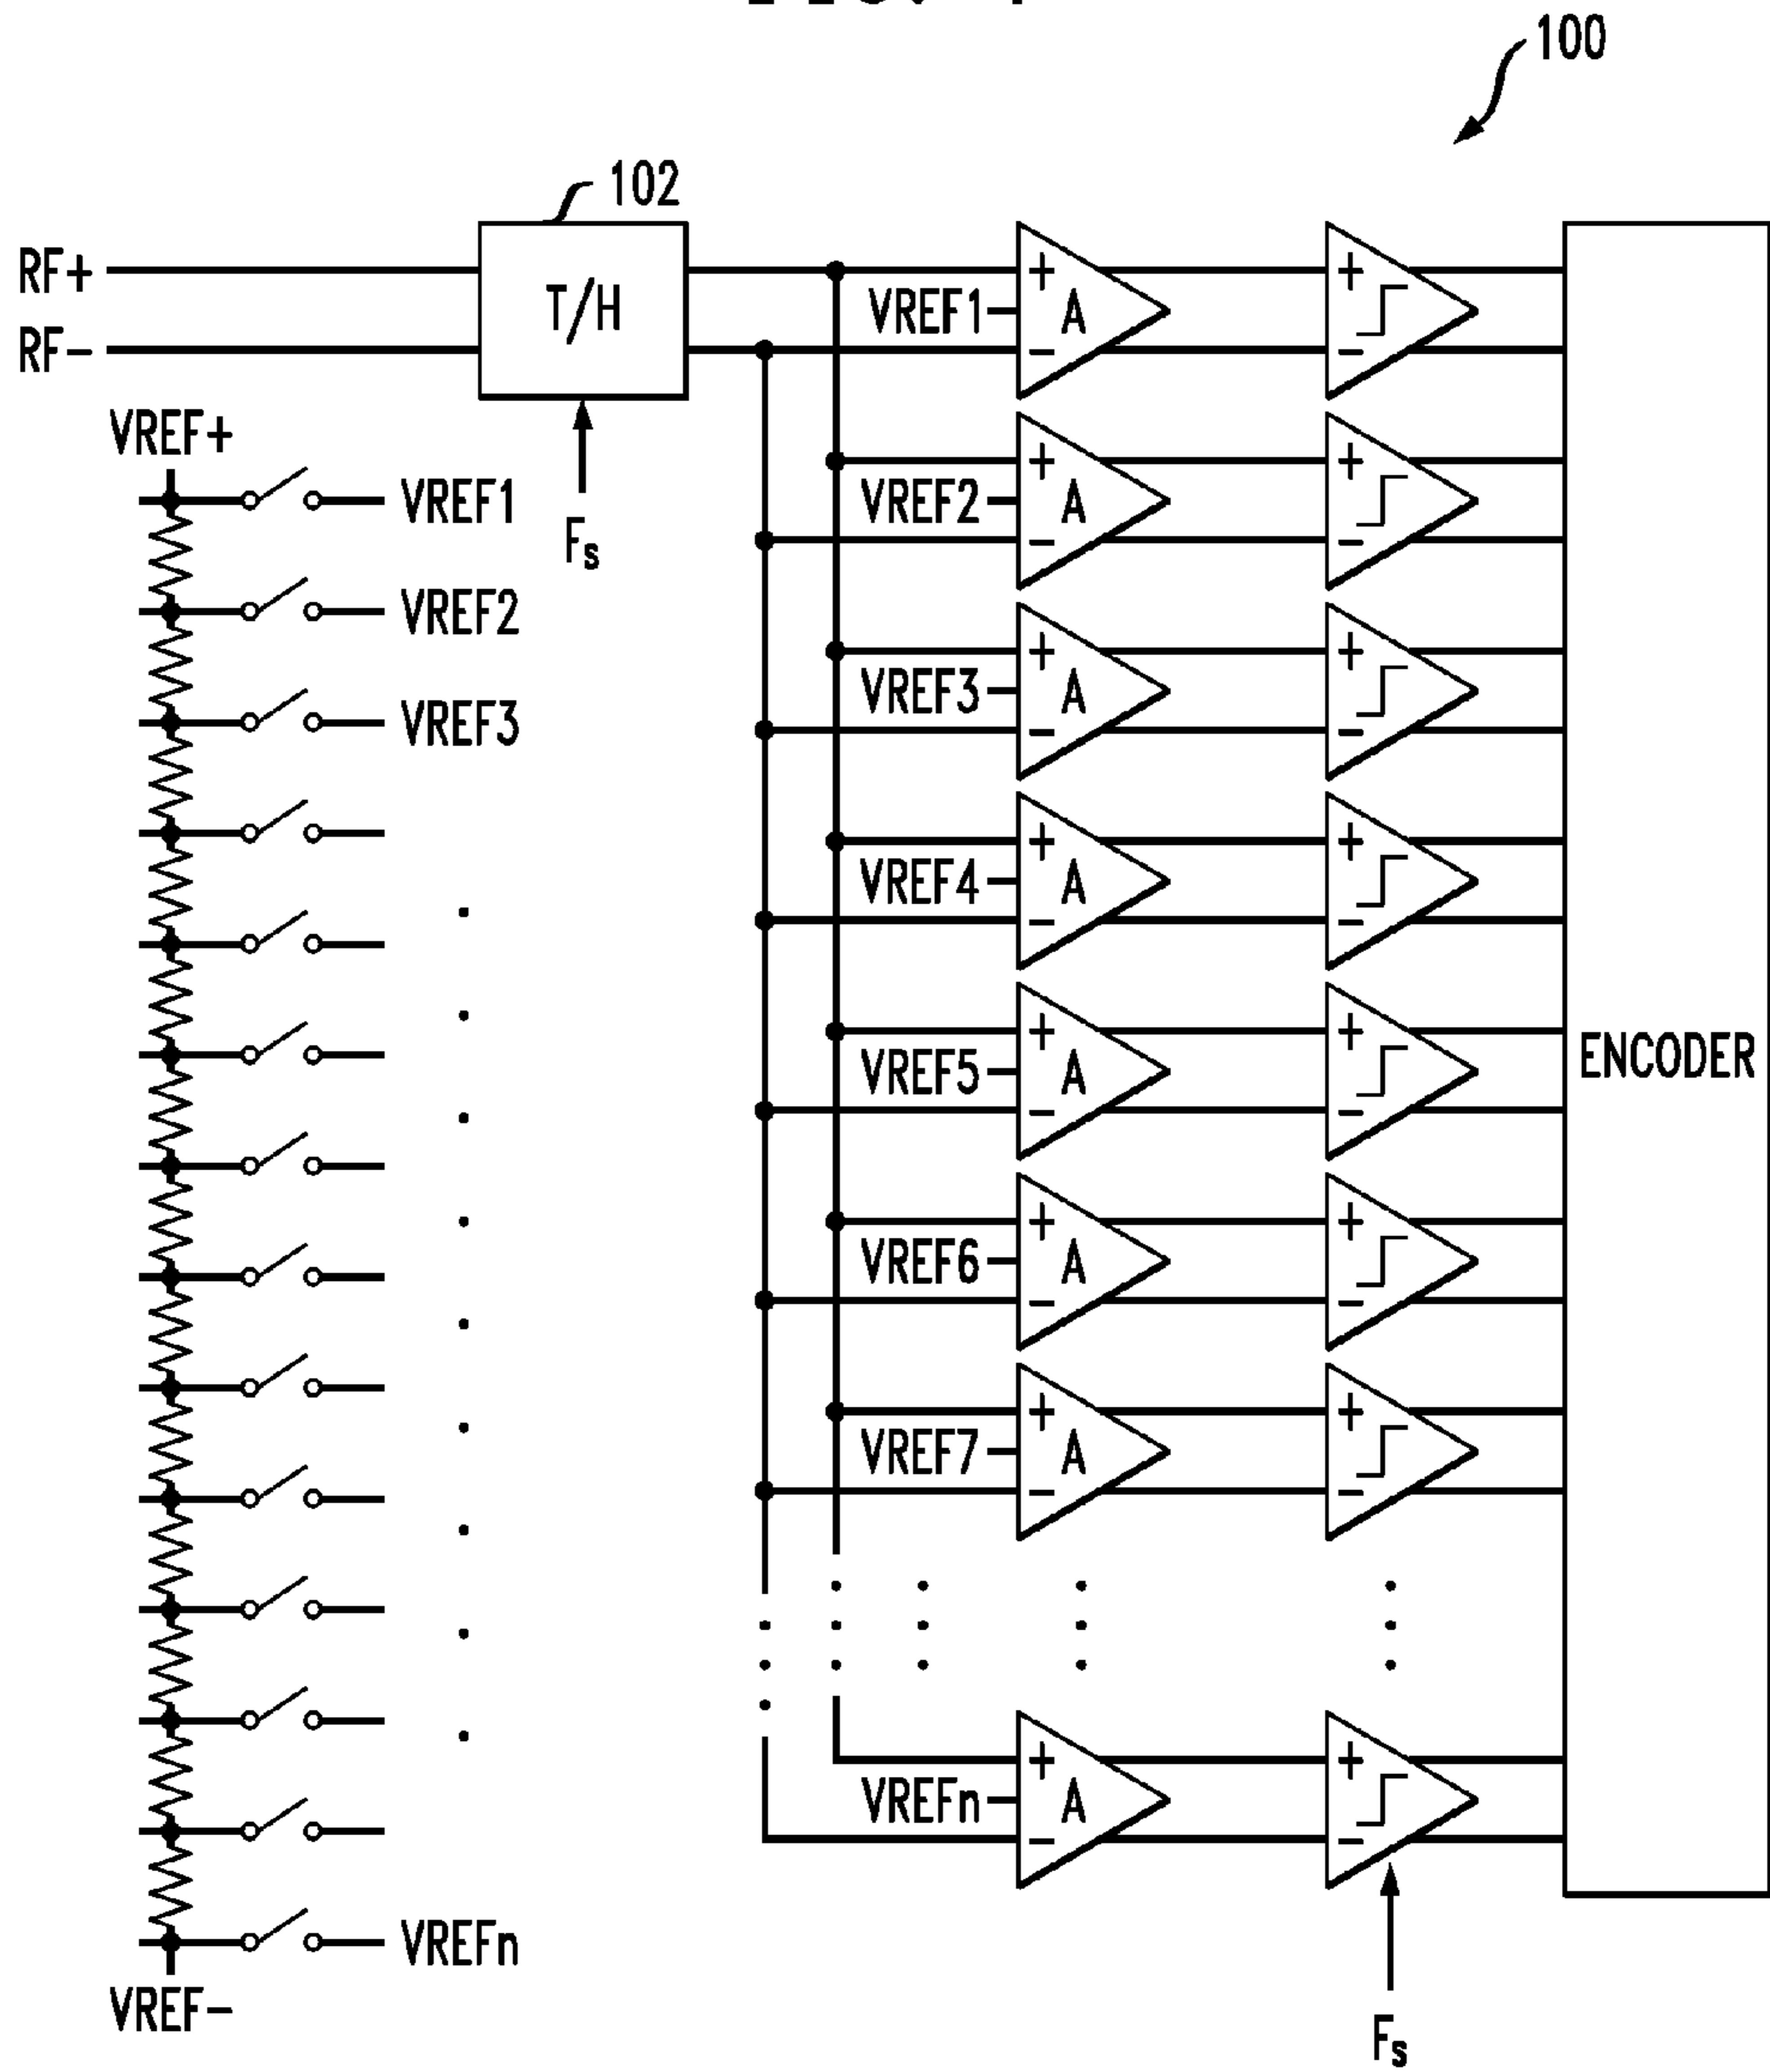 100
102
RF+
RF-
T/H
Fs
VREF+
VREF1
VREF2
VREF3
VREFn
VREF-
VREF1
+
A
-
+
-
VREF2
+
A
-
+
-
VREF3
+
A
-
+
-
VREF4
+
A
-
+
-
VREF5
+
A
-
+
-
VREF6
+
A
-
+
-
VREF7
+
A
-
+
-
VREFn
+
A
-
+
-
Fs
ENCODER